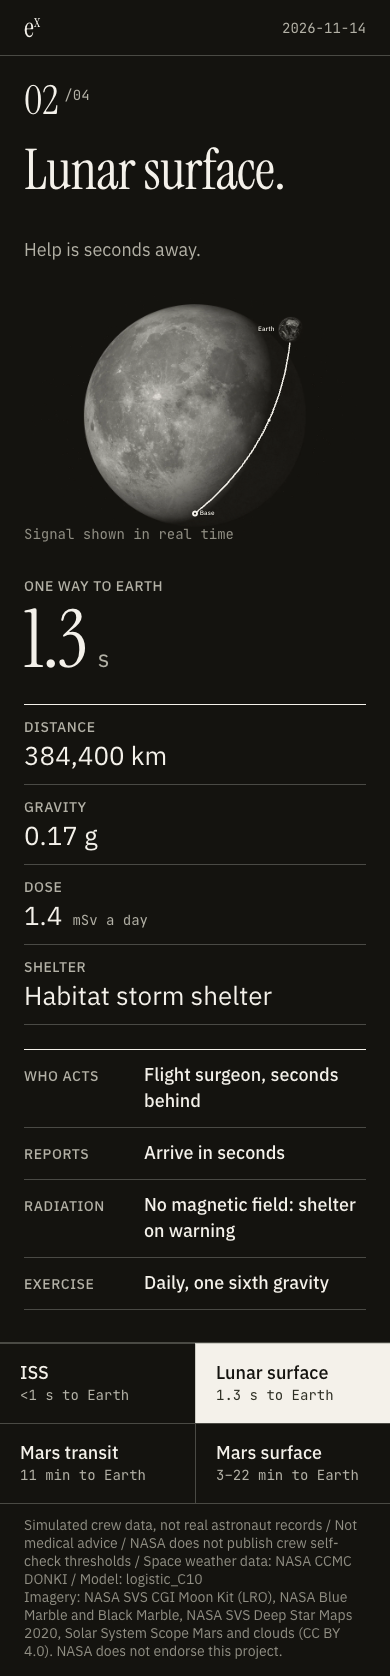 eˣ
2026-11-14
02 /04
Lunar surface.
Help is seconds away.
Earth
Base
Signal shown in real time
ONE WAY TO EARTH
1.3 s
DISTANCE
384,400 km
GRAVITY
0.17 g
DOSE
1.4 mSv a day
SHELTER
Habitat storm shelter
WHO ACTS
Flight surgeon, seconds
behind
REPORTS
Arrive in seconds
RADIATION
No magnetic field: shelter
on warning
EXERCISE
Daily, one sixth gravity
ISS
<1 s to Earth
Lunar surface
1.3 s to Earth
Mars transit
11 min to Earth
Mars surface
3–22 min to Earth
Simulated crew data, not real astronaut records / Not
medical advice / NASA does not publish crew self-
check thresholds / Space weather data: NASA CCMC
DONKI / Model: logistic_C10
Imagery: NASA SVS CGI Moon Kit (LRO), NASA Blue
Marble and Black Marble, NASA SVS Deep Star Maps
2020, Solar System Scope Mars and clouds (CC BY
4.0). NASA does not endorse this project.